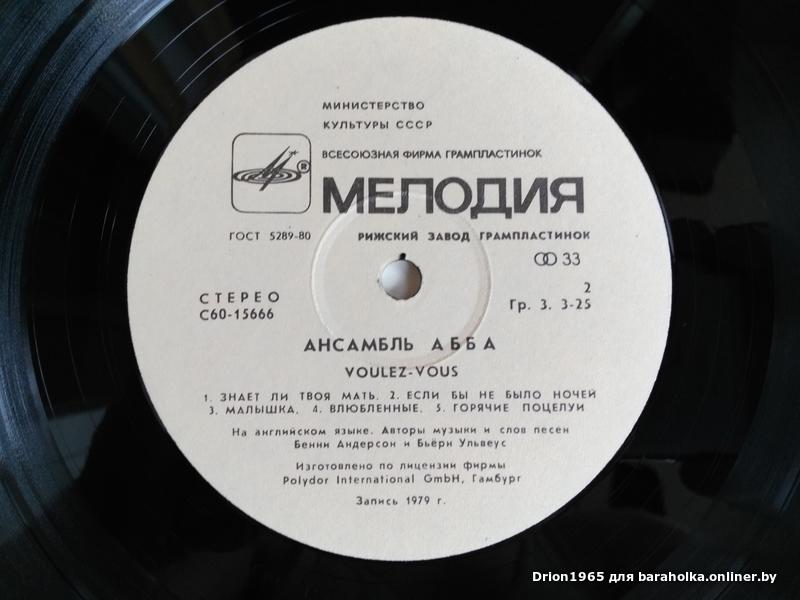 МИНИСТЕРСТВО
КУЛЬТУРЫ СССР
ВСЕСОЮЗНАЯ ФИРМА ГРАМПЛАСТИНОК
®
МЕЛОДИЯ
ГОСТ 5289-80 РИЖСКИЙ ЗАВОД ГРАМПЛАСТИНОК
33
СТЕРЕО 2
С60-15666 Гр. 3. 3-25
АНСАМБЛЬ АББА
VOULEZ-VOUS
1. ЗНАЕТ ЛИ ТВОЯ МАТЬ. 2. ЕСЛИ БЫ НЕ БЫЛО НОЧЕЙ
3. МАЛЫШКА, 4. ВЛЮБЛЕННЫЕ. 5. ГОРЯЧИЕ ПОЦЕЛУИ
На английском языке. Авторы музыки и слов песен
Бенни Андерсон и Бьёрн Ульвеус
Изготовлено по лицензии фирмы
Polydor International GmbH, Гамбург
Запись 1979 г.
Drion1965 для baraholka.onliner.by